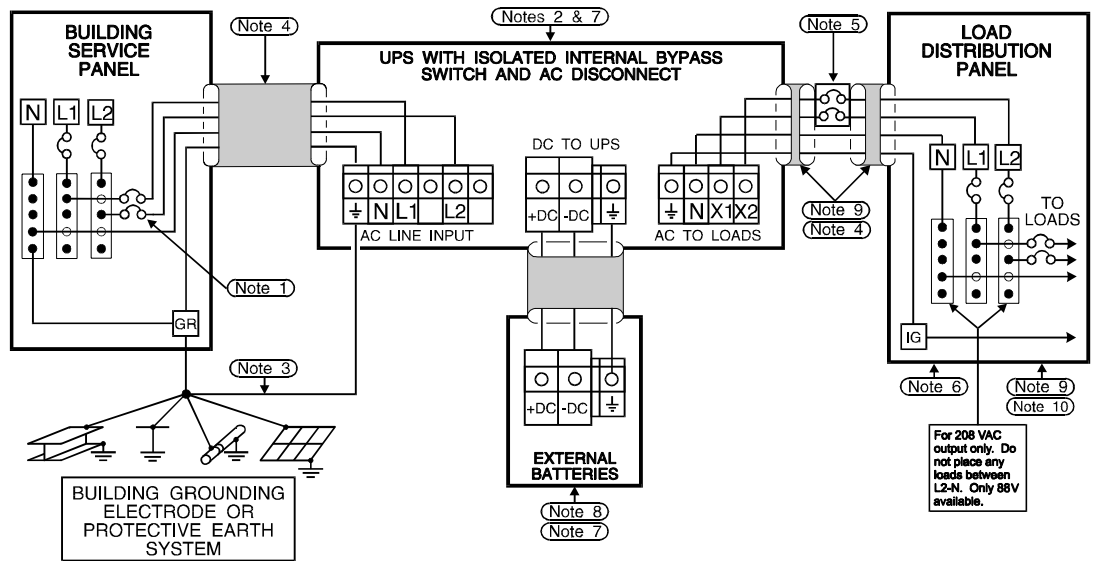 Note 4
Notes 2 & 7
Note 5
BUILDING
SERVICE
PANEL
UPS WITH ISOLATED INTERNAL BYPASS
SWITCH AND AC DISCONNECT
LOAD
DISTRIBUTION
PANEL
N L1 L2
DC TO UPS
N L1 L2
N L1 L2
AC LINE INPUT
+DC -DC
N X1 X2
AC TO LOADS
Note 9
Note 4
TO
LOADS
Note 1
GR
IG
Note 3
Note 6
Note 9
Note 10
+DC -DC
For 208 VAC
output only. Do
not place any
loads between
L2-N. Only 88V
available.
EXTERNAL
BATTERIES
BUILDING GROUNDING
ELECTRODE OR
PROTECTIVE EARTH
SYSTEM
Note 8
Note 7